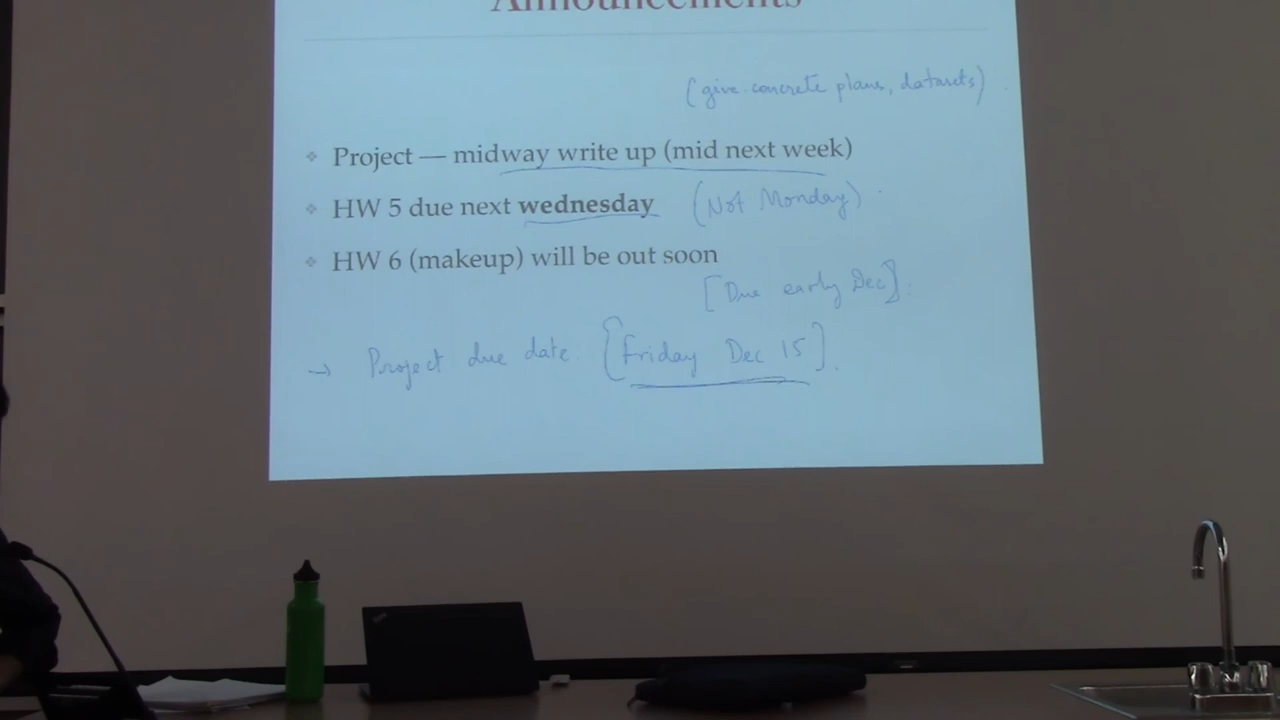 Announcements
(give concrete plans, datasets)
❖ Project — midway write up (mid next week)
❖ HW 5 due next wednesday (Not Monday).
❖ HW 6 (makeup) will be out soon
[Due early Dec].
→ Project due date [Friday Dec 15].